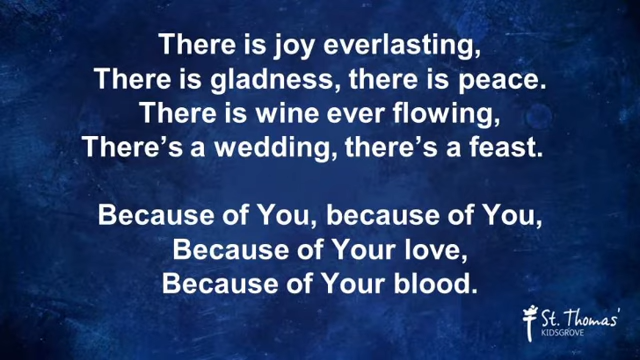 There is joy everlasting,
There is gladness, there is peace.
There is wine ever flowing,
There's a wedding, there's a feast.
Because of You, because of You,
Because of Your love,
Because of Your blood.
St. Thomas'
KIDSGROVE